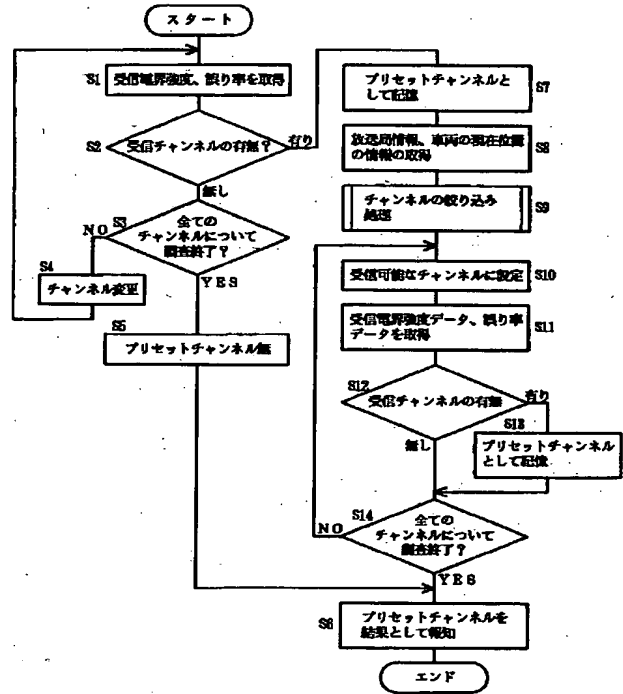 スタート
S1
受信電界強度、誤り率を取得
S2
受信チャンネルの有無？
有り
無し
S3
全ての
チャンネルについて
調査終了？
NO
YES
S4
チャンネル変更
S5
プリセットチャンネル無
プリセットチャンネルと
して記憶
S7
放送局情報、車両の現在位置
の情報の取得
S8
チャンネルの絞り込み
処理
S9
受信可能なチャンネルに設定
S10
受信電界強度データ、誤り率
データを取得
S11
S12
受信チャンネルの有無
有り
無し
S13
プリセットチャンネル
として記憶
S14
全ての
チャンネルについて
調査終了？
NO
YES
S6
プリセットチャンネルを
結果として報知
エンド